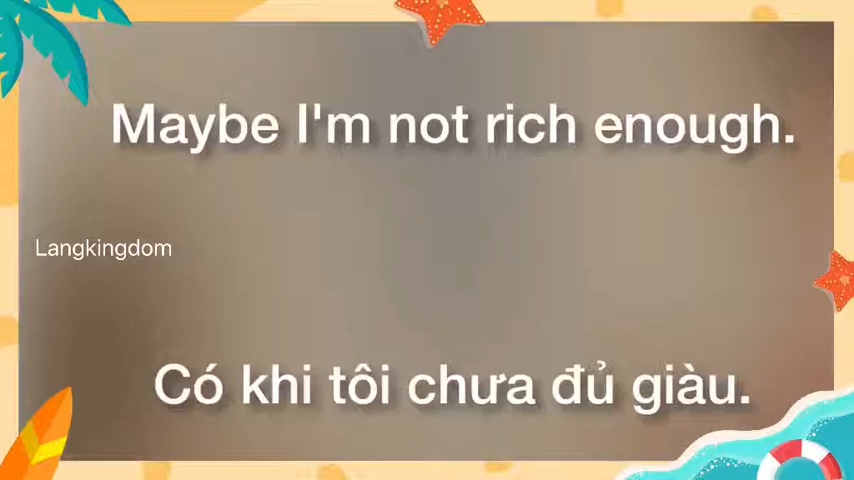 Maybe I'm not rich enough.
Langkingdom
Có khi tôi chưa đủ giàu.